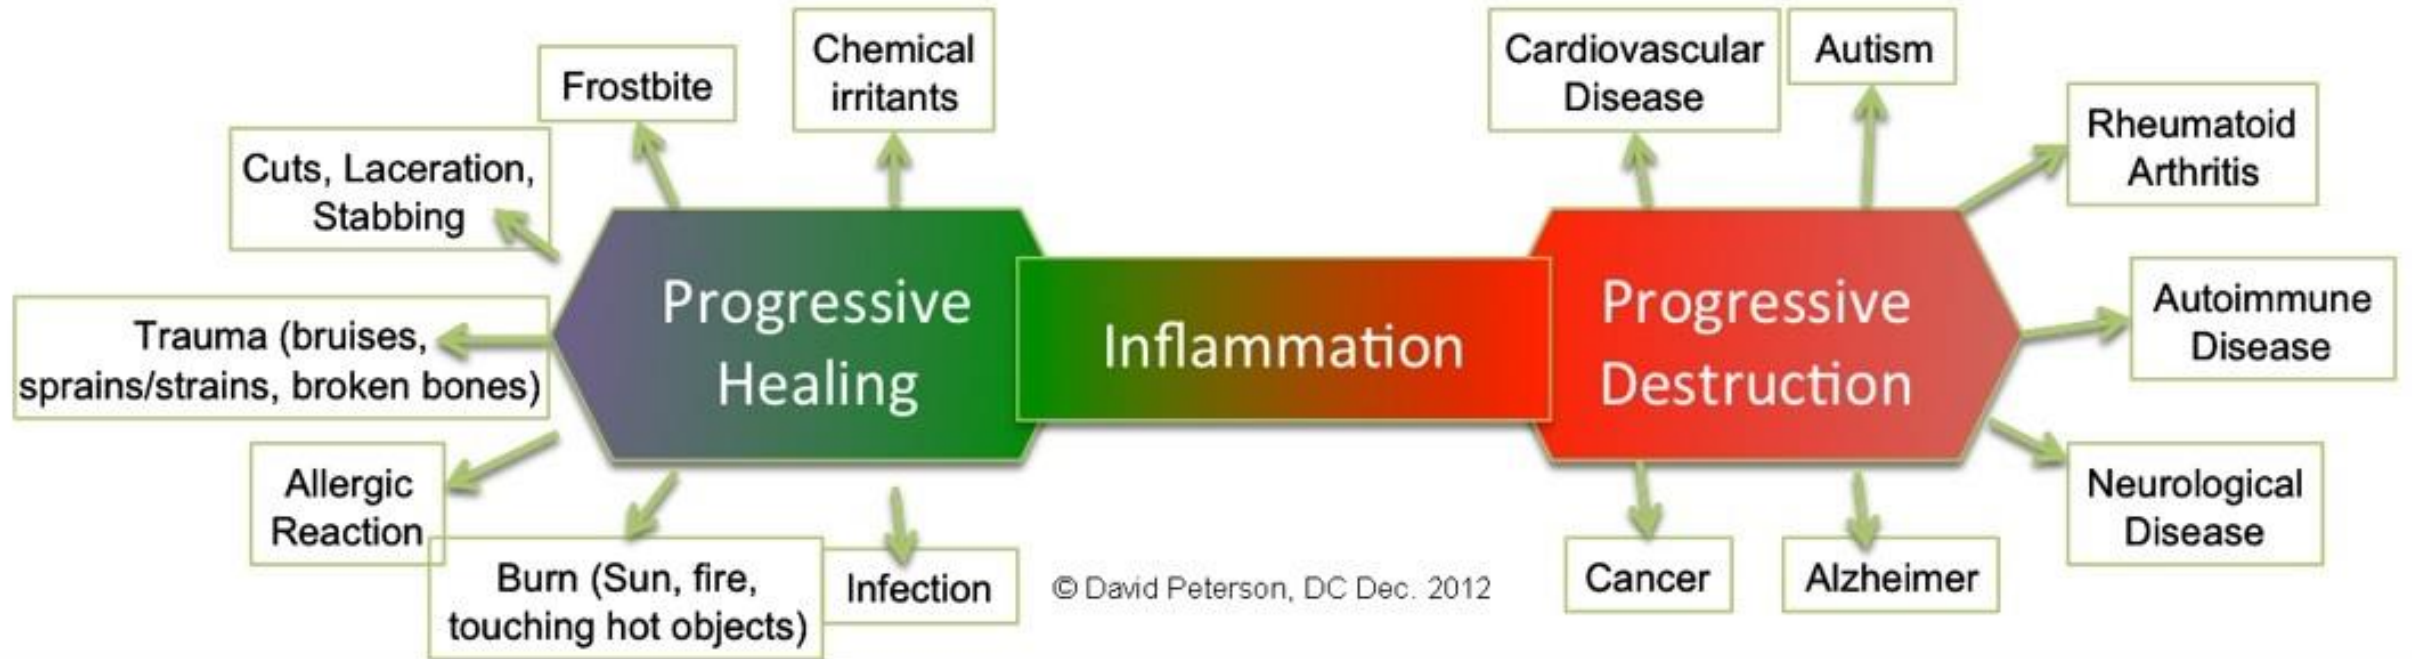 Chemical
irritants
Frostbite
Cuts, Laceration,
Stabbing
Trauma (bruises,
sprains/strains, broken bones)
Allergic
Reaction
Burn (Sun, fire,
touching hot objects)
Infection
Progressive
Healing
Inflammation
Progressive
Destruction
Cardiovascular
Disease
Autism
Rheumatoid
Arthritis
Autoimmune
Disease
Neurological
Disease
Alzheimer
Cancer
© David Peterson, DC Dec. 2012